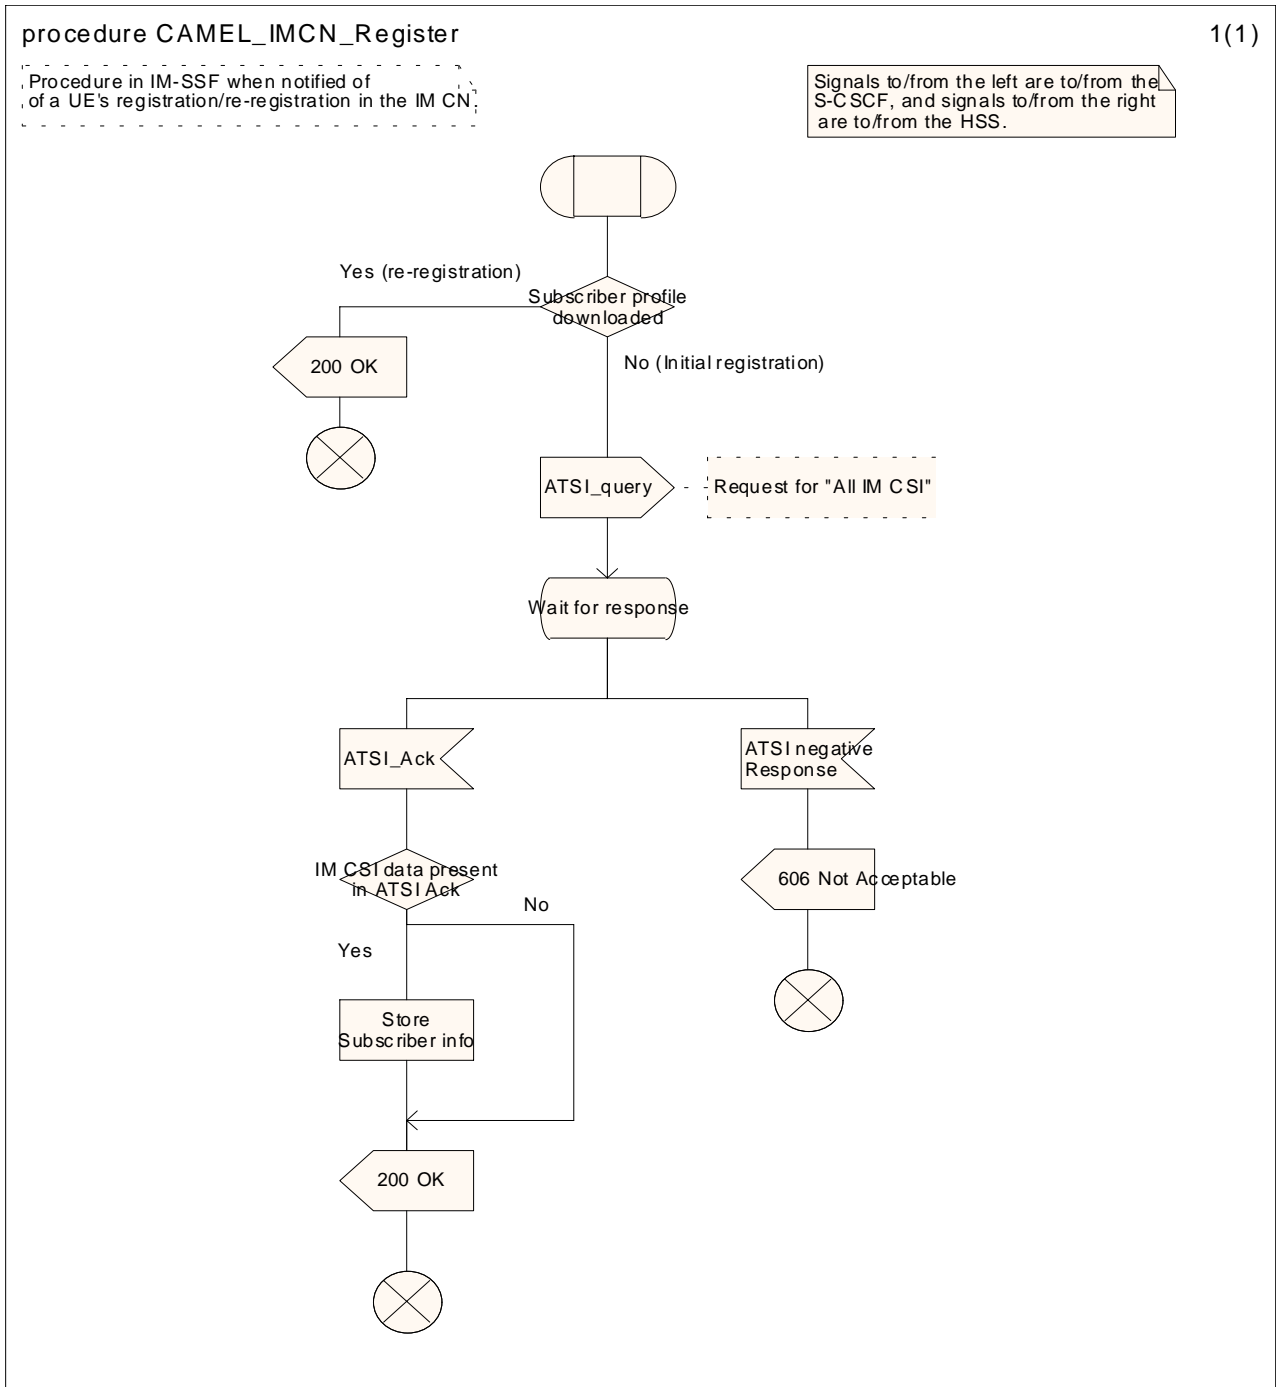 procedure CAMEL_IMCN_Register
1(1)
Procedure in IM-SSF when notified of
of a UE's registration/re-registration in the IM CN.
Signals to/from the left are to/from the
S-CSCF, and signals to/from the right
are to/from the HSS.
Yes (re-registration)
Subscriber profile
downloaded
200 OK
No (Initial registration)
ATSI_query
Request for "All IM CSI"
Wait for response
ATSI_Ack
ATSI negative
Response
IM CSI data present
in ATSI Ack
606 Not Acceptable
No
Yes
Store
Subscriber info
200 OK